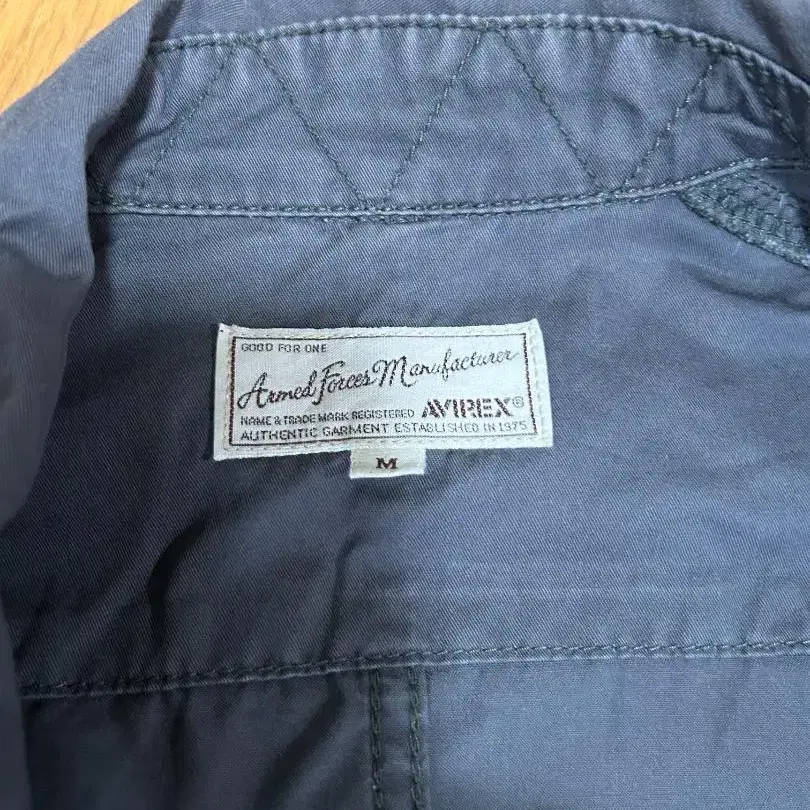 GOOD FOR ONE
Armed Forces Manufacturer
NAME & TRADE MARK REGISTERED AVIREX®
AUTHENTIC GARMENT ESTABLISHED IN 1975
M